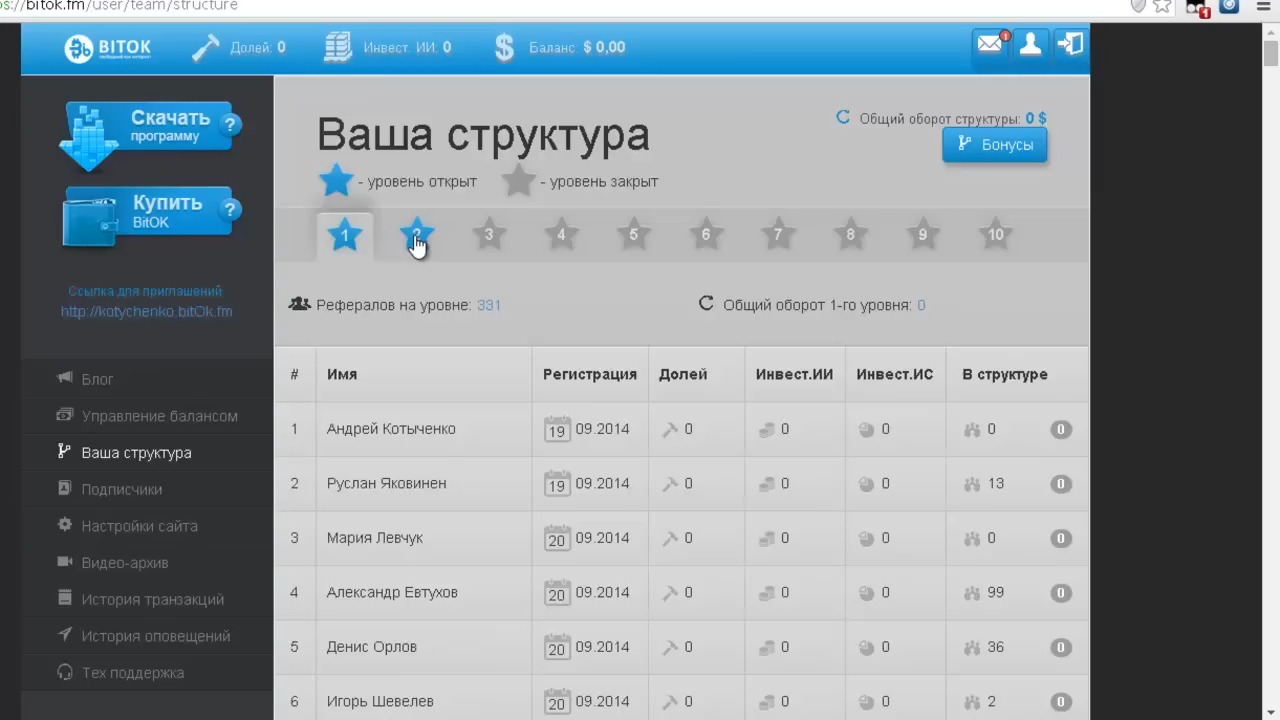 bitok.fm/user/team/structure
BITOK
Долей: 0
Инвест. ИИ: 0
Баланс: $ 0,00
1
1
Скачать
программу
?
Купить
BitOK
?
Ссылка для приглашений
http://kotychenko.bitOk.fm
Блог
Управление балансом
Ваша структура
Подписчики
Настройки сайта
Видео-архив
История транзакций
История оповещений
Тех поддержка
Ваша структура
Общий оборот структуры: 0 $
Бонусы
- уровень открыт
- уровень закрыт
1 2 3 4 5 6 7 8 9 10
Рефералов на уровне: 331
Общий оборот 1-го уровня: 0
# Имя Регистрация Долей Инвест.ИИ Инвест.ИС В структуре
1 Андрей Котыченко 19 09.2014 0 0 0 0 0
2 Руслан Яковинен 19 09.2014 0 0 0 13 0
3 Мария Левчук 20 09.2014 0 0 0 0 0
4 Александр Евтухов 20 09.2014 0 0 0 99 0
5 Денис Орлов 20 09.2014 0 0 0 36 0
6 Игорь Шевелев 20 09.2014 0 0 0 2 0